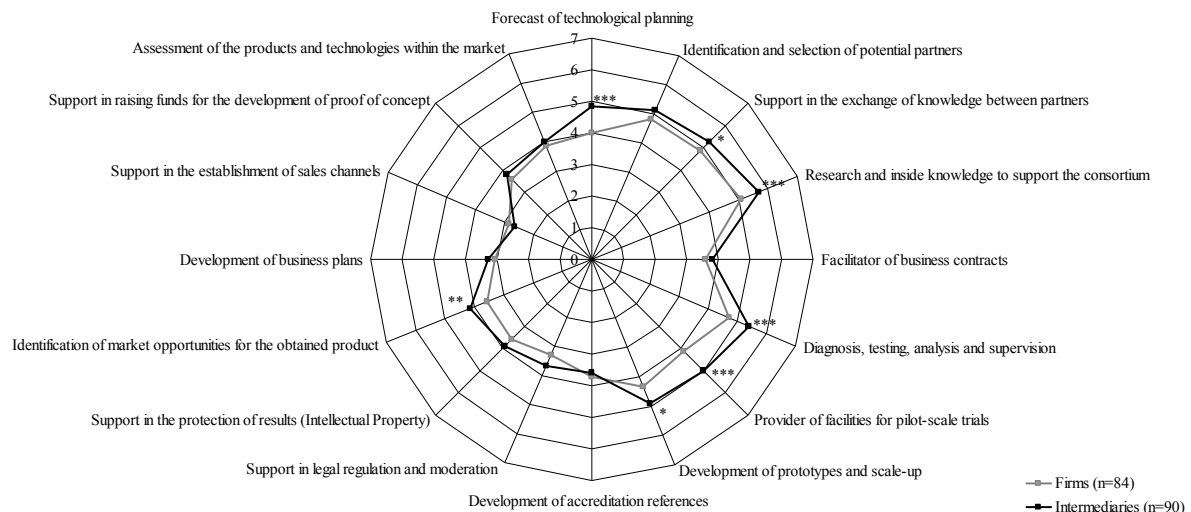 Forecast of technological planning
Assessment of the products and technologies within the market
Identification and selection of potential partners
Support in raising funds for the development of proof of concept
Support in the exchange of knowledge between partners
Support in the establishment of sales channels
Research and inside knowledge to support the consortium
Development of business plans
Facilitator of business contracts
Identification of market opportunities for the obtained product
Diagnosis, testing, analysis and supervision
Support in the protection of results (Intellectual Property)
Provider of facilities for pilot-scale trials
Support in legal regulation and moderation
Development of prototypes and scale-up
Development of accreditation references
7
6
5
4
3
2
1
0
***
*
***
***
***
*
**
Firms (n=84)
Intermediaries (n=90)